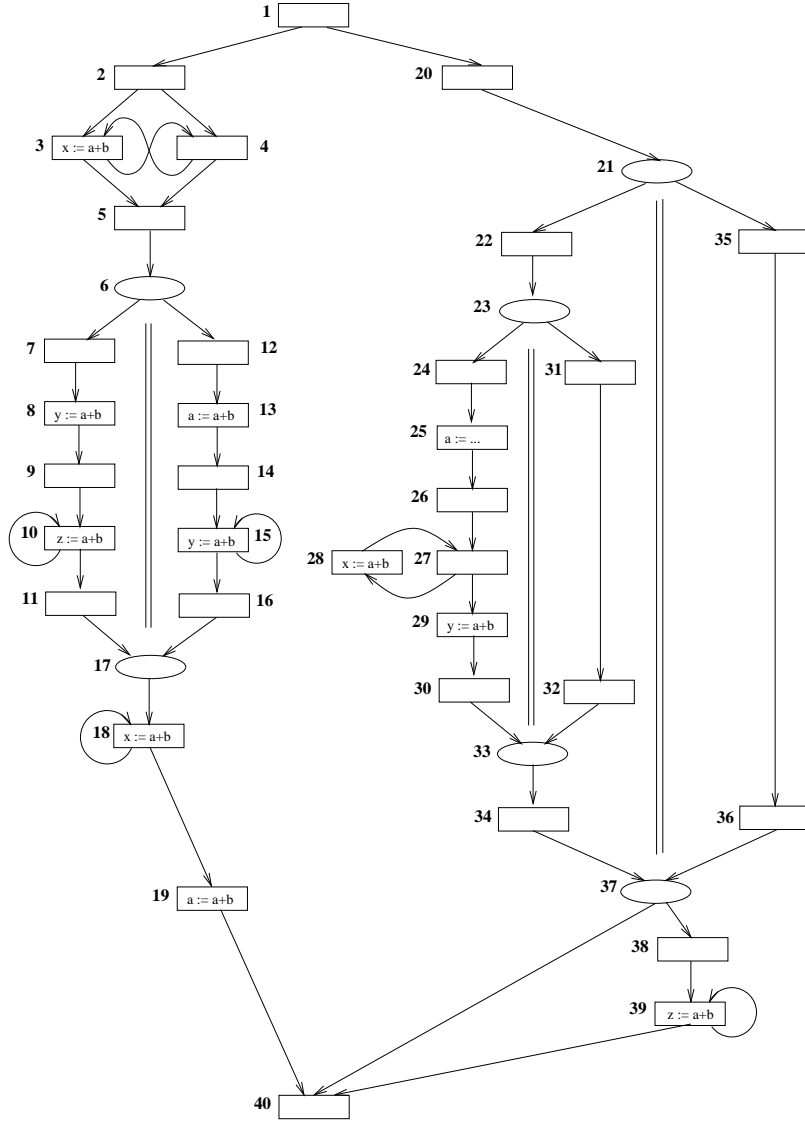 1
2
20
3 x := a+b
4
21
5
22
35
6
23
7
12
24
31
8 y := a+b
a := a+b 13
25 a := ...
9
14
26
10 z := a+b
y := a+b 15
28 x := a+b
27
11
16
29 y := a+b
17
30
32
18 x := a+b
33
34
36
19 a := a+b
37
38
39 z := a+b
40